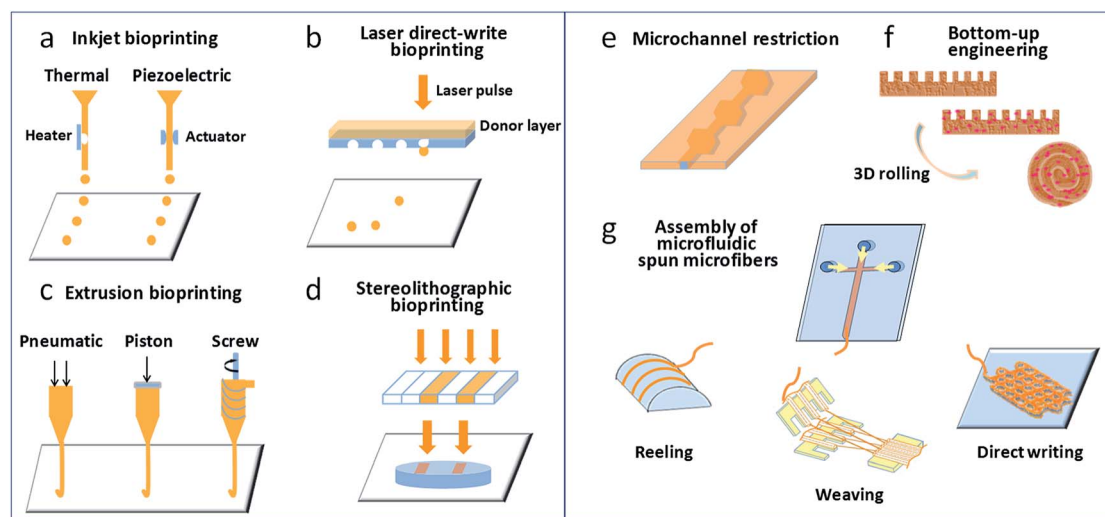 a Inkjet bioprinting
Thermal Piezoelectric
Heater Actuator
b Laser direct-write
bioprinting
Laser pulse
Donor layer
c Extrusion bioprinting
Pneumatic Piston Screw
d Stereolithographic
bioprinting
e Microchannel restriction
f Bottom-up
engineering
3D rolling
g Assembly of
microfluidic
spun microfibers
Reeling
Weaving
Direct writing